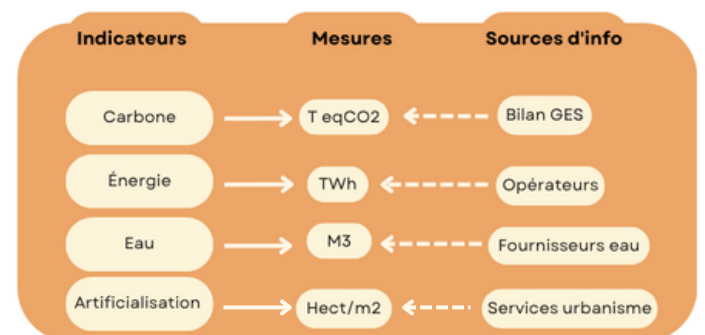 Indicateurs Mesures Sources d'info
Carbone T eqCO2 Bilan GES
Énergie TWh Opérateurs
Eau M3 Fournisseurs eau
Artificialisation Hect/m2 Services urbanisme